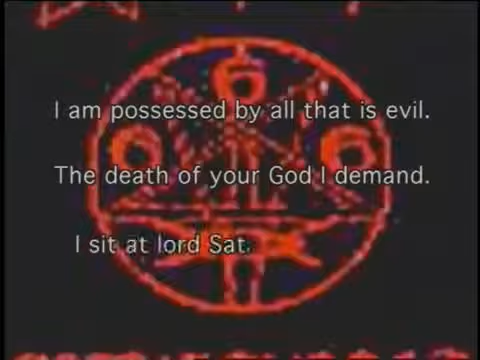 I am possessed by all that is evil.
The death of your God I demand.
I sit at lord Sat